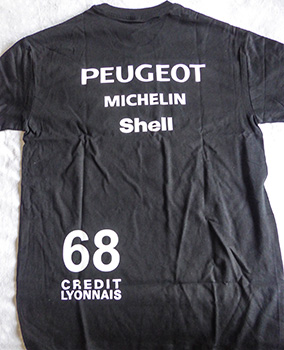 PEUGEOT
MICHELIN
Shell
68
CREDIT
LYONNAIS